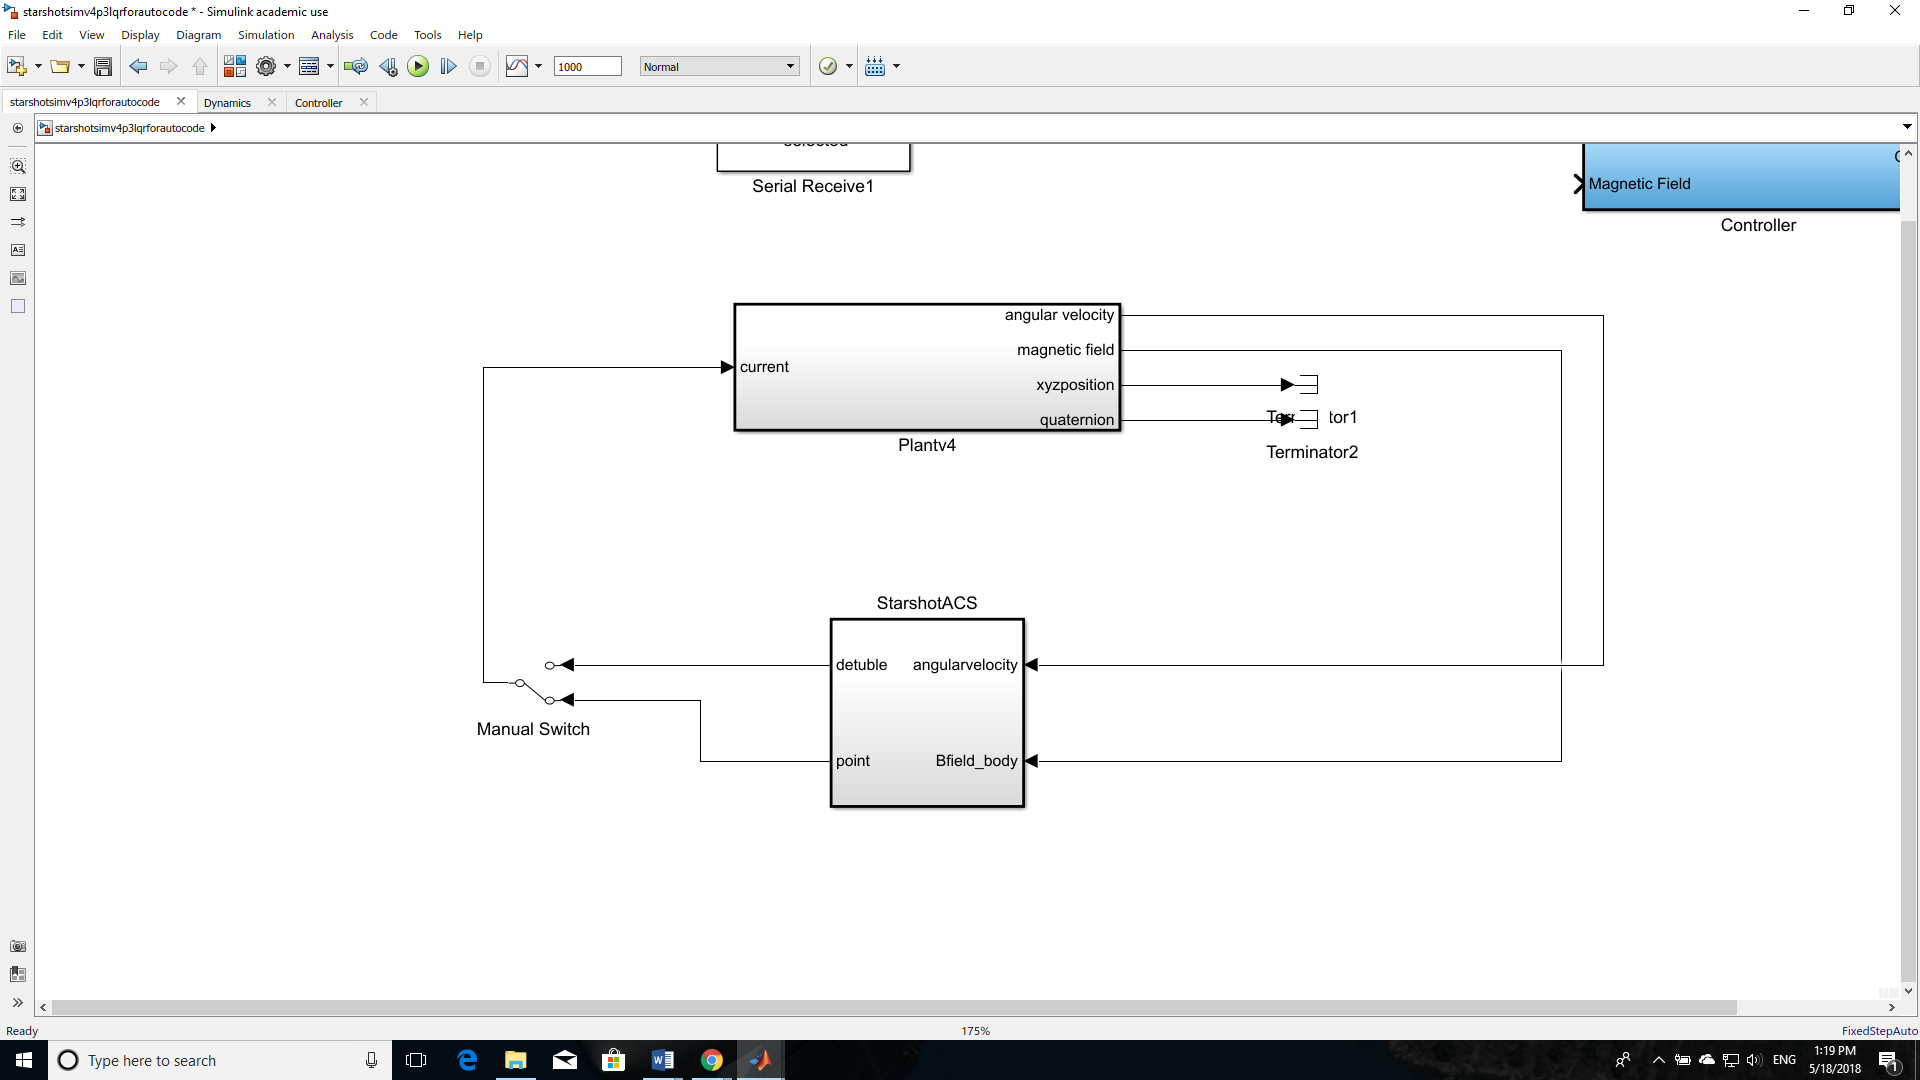 starshotsimv4p3lqrforautocode * - Simulink academic use
File Edit View Display Diagram Simulation Analysis Code Tools Help
1000 Normal
starshotsimv4p3lqrforautocode Dynamics Controller
starshotsimv4p3lqrforautocode
Serial Receive1
Magnetic Field
Controller
angular velocity
magnetic field
current
xyzposition
quaternion
Plantv4
Terminator2
StarshotACS
detuble angularvelocity
Manual Switch
point Bfield_body
Ready 175% FixedStepAuto
Type here to search
ENG
1:19 PM
5/18/2018
1